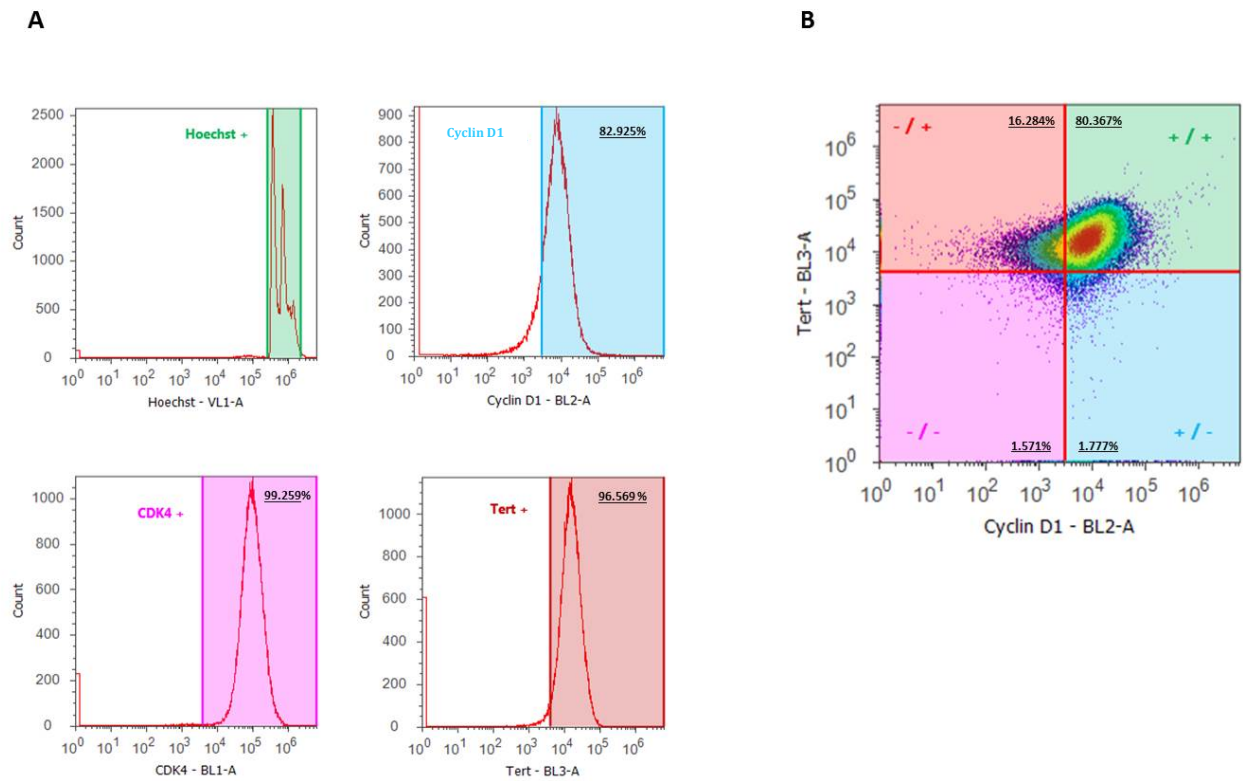 A
B
Hoechst +
2500
2000
1500
1000
500
0
Count
10⁰ 10¹ 10² 10³ 10⁴ 10⁵ 10⁶
Hoechst - VL1-A
Cyclin D1
82.925%
900
800
700
600
500
400
300
200
100
0
Count
10⁰ 10¹ 10² 10³ 10⁴ 10⁵ 10⁶
Cyclin D1 - BL2-A
CDK4 +
99.259%
1000
800
600
400
200
0
Count
10⁰ 10¹ 10² 10³ 10⁴ 10⁵ 10⁶
CDK4 - BL1-A
Tert +
96.569%
1000
800
600
400
200
0
Count
10⁰ 10¹ 10² 10³ 10⁴ 10⁵ 10⁶
Tert - BL3-A
- / +
16.284%
80.367%
+ / +
10⁶
10⁵
10⁴
10³
10²
10¹
10⁰
Tert - BL3-A
- / -
1.571%
1.777%
+ / -
10⁰ 10¹ 10² 10³ 10⁴ 10⁵ 10⁶
Cyclin D1 - BL2-A